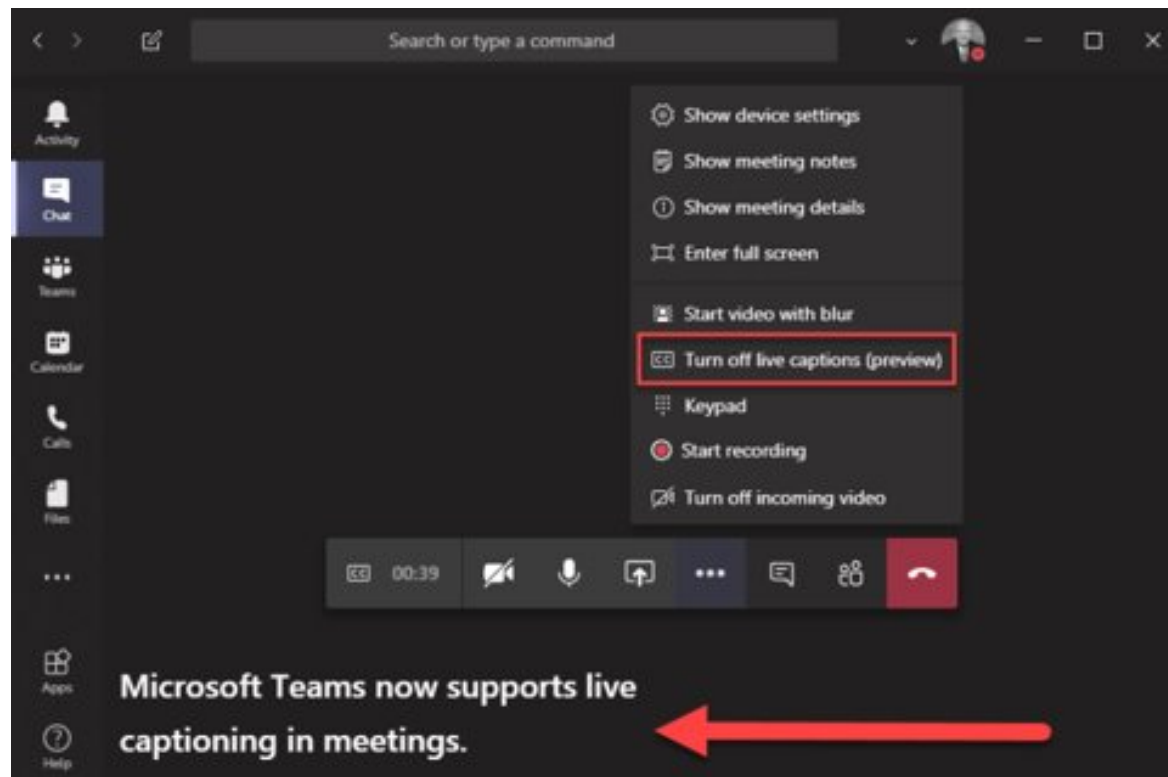 Search or type a command
Activity
Chat
Teams
Calendar
Calls
Files
Apps
Help
Show device settings
Show meeting notes
Show meeting details
Enter full screen
Start video with blur
CC Turn off live captions (preview)
Keypad
Start recording
Turn off incoming video
CC 00:39
Microsoft Teams now supports live
captioning in meetings.